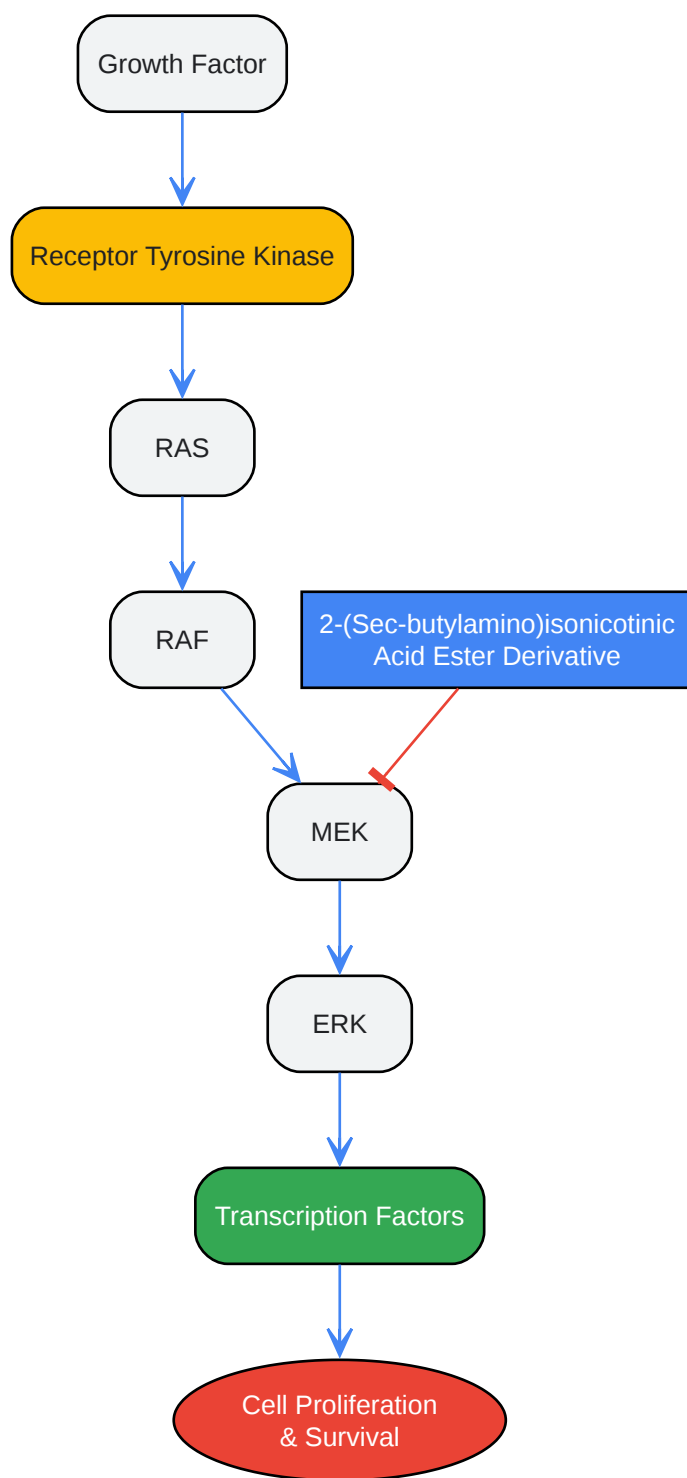 Growth Factor
Receptor Tyrosine Kinase
RAS
RAF
2-(Sec-butylamino)isonicotinic
Acid Ester Derivative
MEK
ERK
Transcription Factors
Cell Proliferation
& Survival